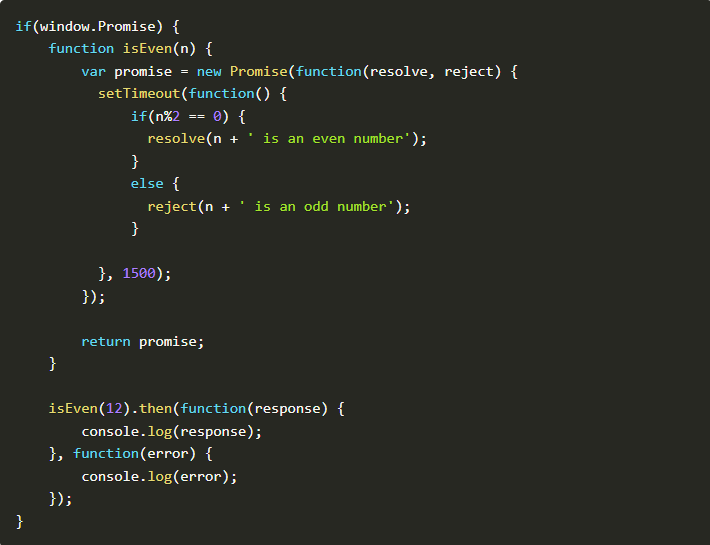 if(window.Promise) {
    function isEven(n) {
        var promise = new Promise(function(resolve, reject) {
          setTimeout(function() {
              if(n%2 == 0) {
                resolve(n + ' is an even number');
              }
              else {
                reject(n + ' is an odd number');
              }

          }, 1500);
        });

        return promise;
    }

    isEven(12).then(function(response) {
        console.log(response);
    }, function(error) {
        console.log(error);
    });
}